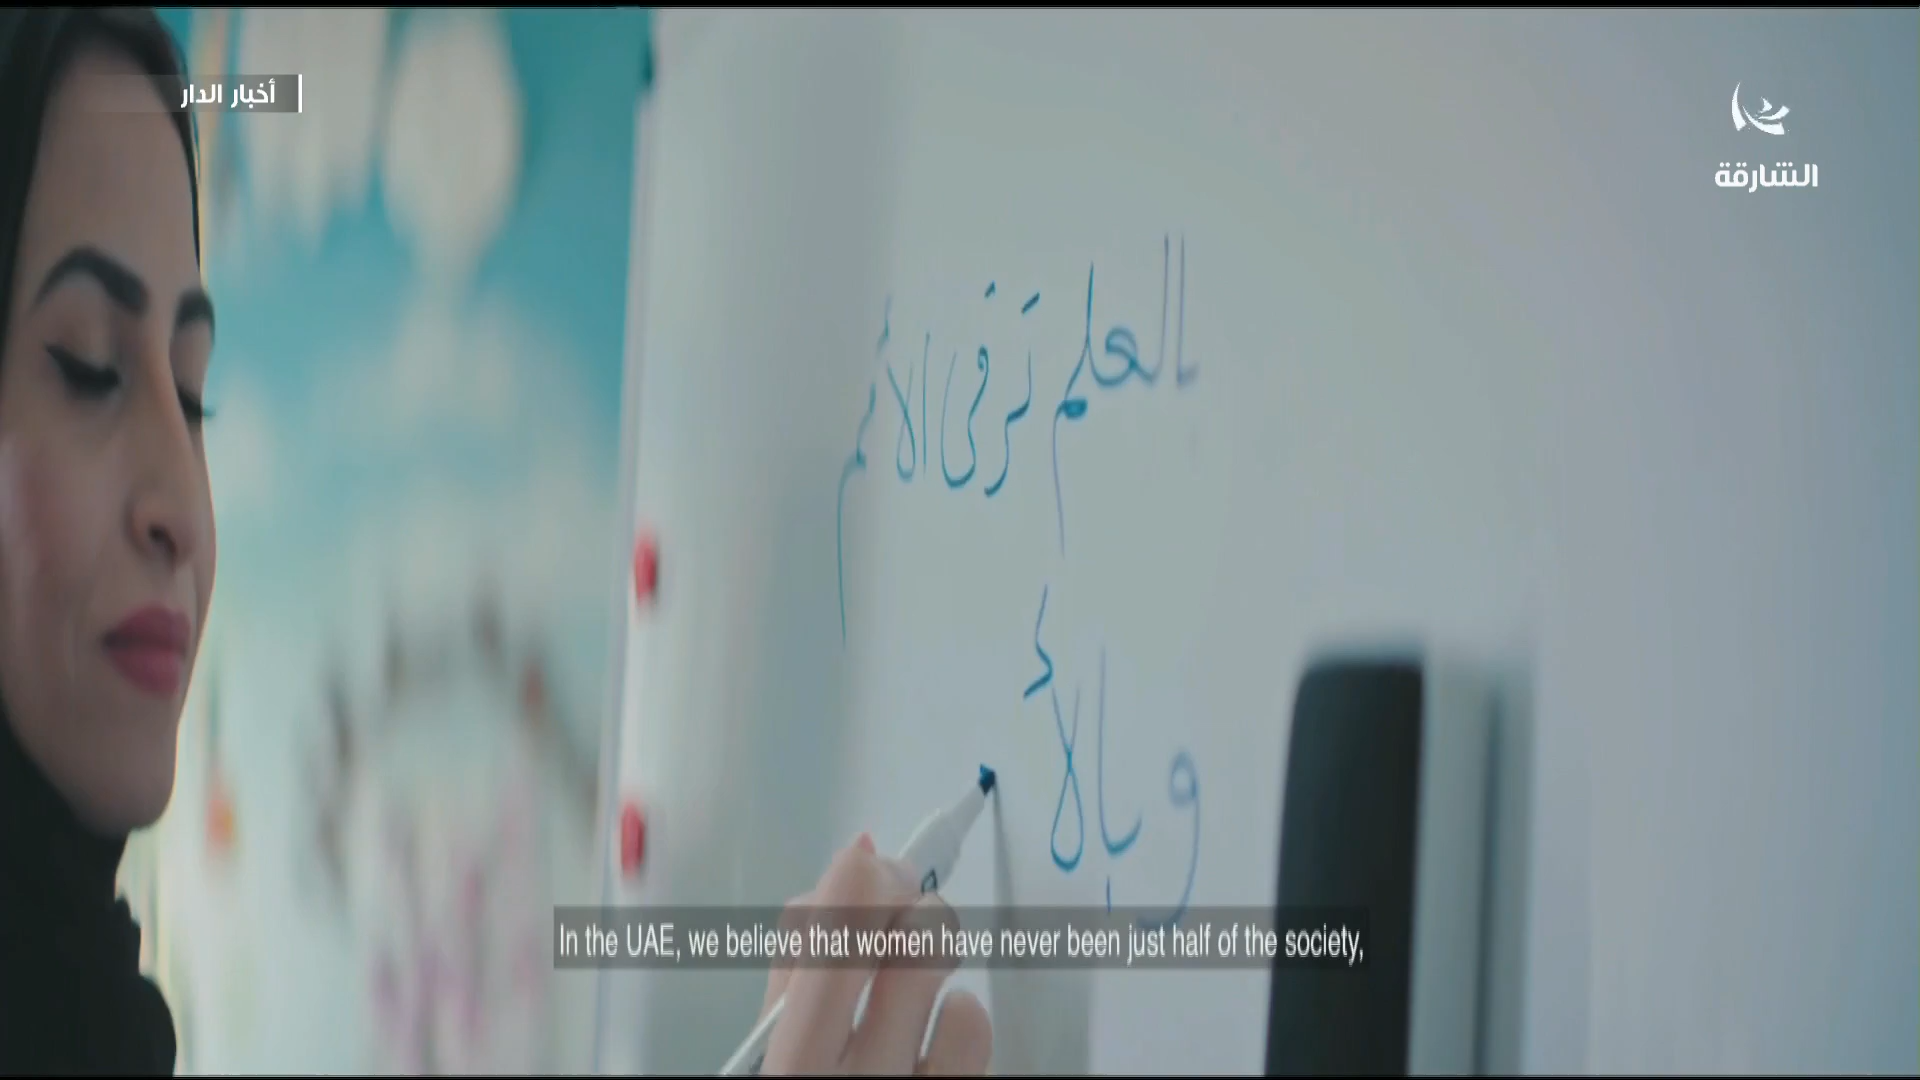 أخبار الدار
الشارقة
بالعلم ترقى الأمم
وبالأ
In the UAE, we believe that women have never been just half of the society,